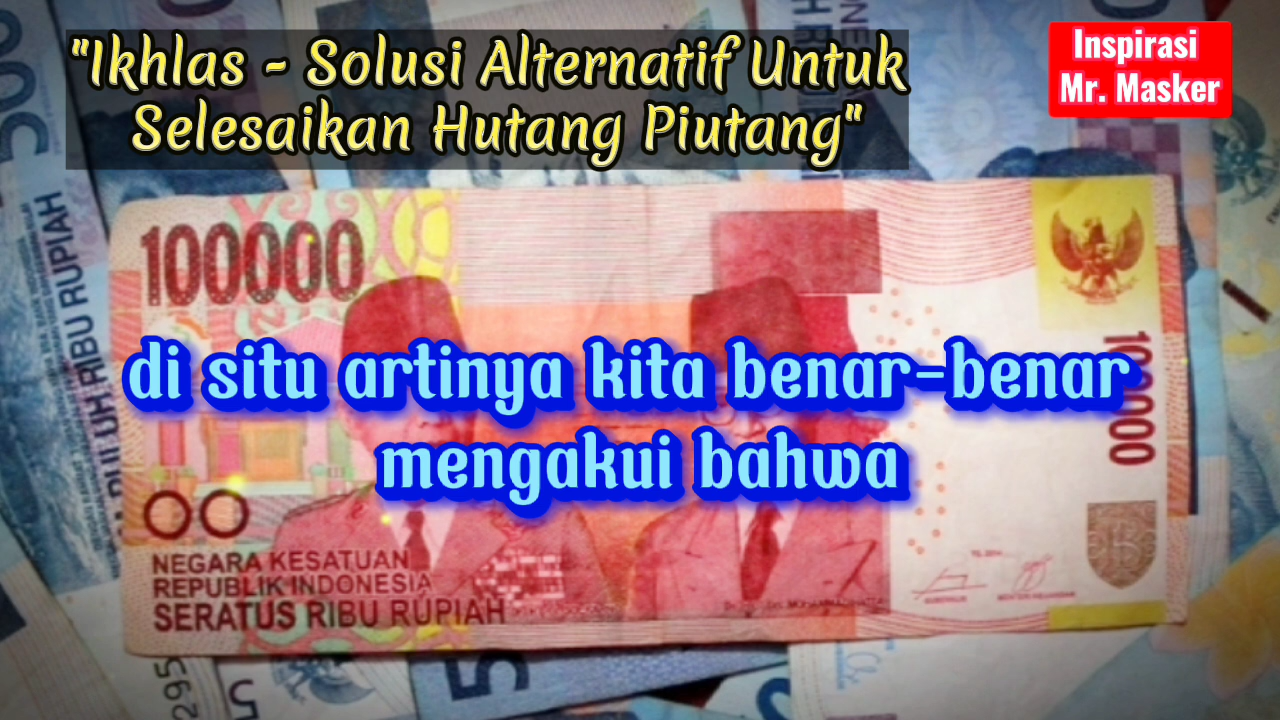 "Ikhlas - Solusi Alternatif Untuk
Selesaikan Hutang Piutang"
Inspirasi
Mr. Masker
100000
di situ artinya kita benar-benar
mengakui bahwa
NEGARA KESATUAN
REPUBLIK INDONESIA
SERATUS RIBU RUPIAH
100000
RIBU RUPIAH
5